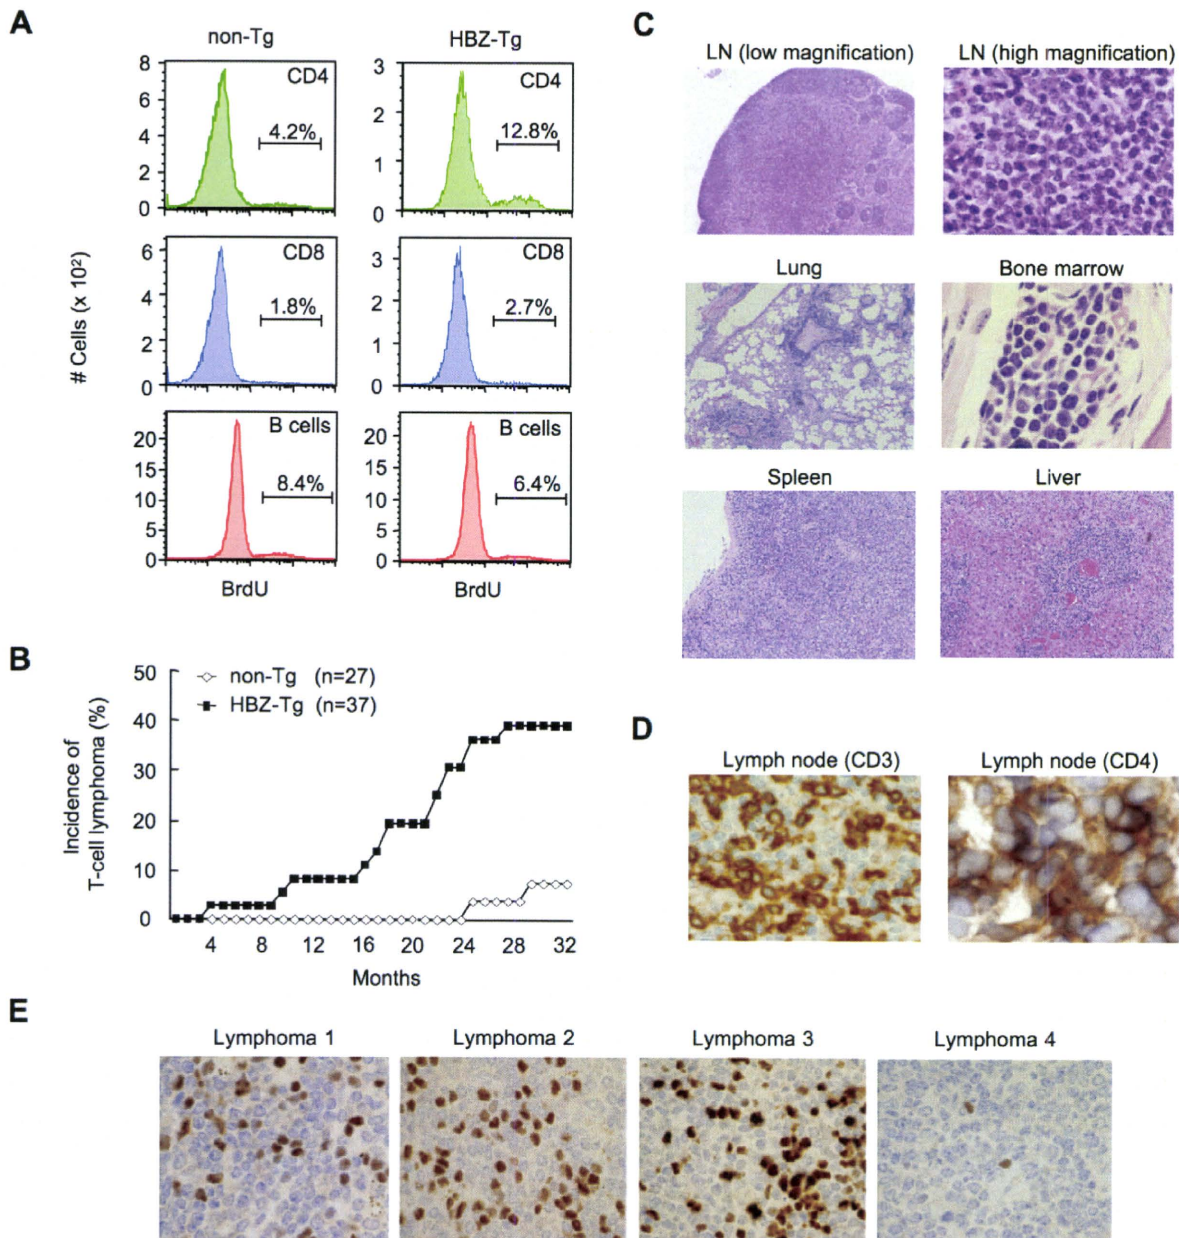 A
non-Tg
HBZ-Tg
# Cells (x 10²)
8
6
4
2
0
CD4
4.2%
3
2
1
0
CD4
12.8%
6
4
2
0
CD8
1.8%
3
2
1
0
CD8
2.7%
20
15
10
5
0
B cells
8.4%
20
15
10
5
0
B cells
6.4%
BrdU
BrdU
B
Incidence of
T-cell lymphoma (%)
50
40
30
20
10
0
non-Tg (n=27)
HBZ-Tg (n=37)
4 8 12 16 20 24 28 32
Months
C
LN (low magnification)
LN (high magnification)
Lung
Bone marrow
Spleen
Liver
D
Lymph node (CD3)
Lymph node (CD4)
E
Lymphoma 1
Lymphoma 2
Lymphoma 3
Lymphoma 4